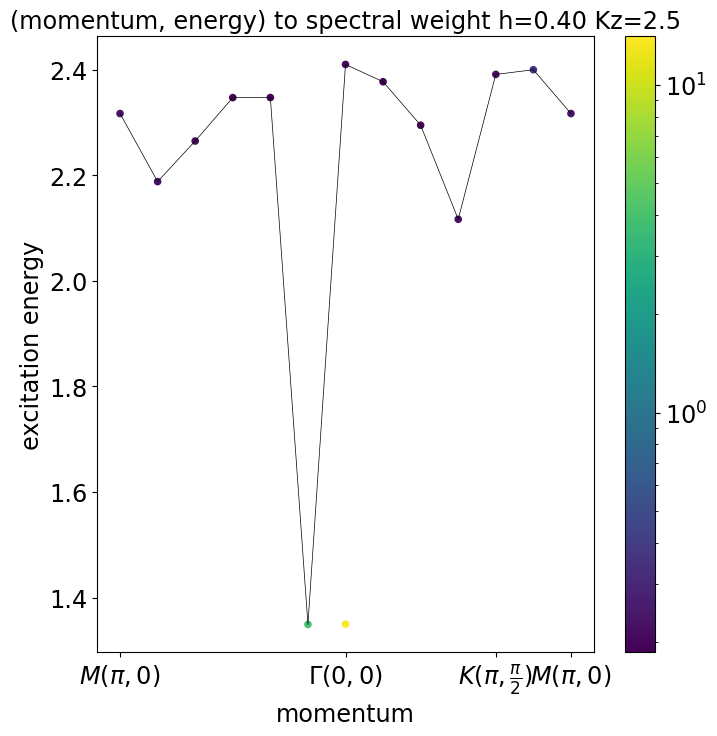 (momentum, energy) to spectral weight h=0.40 Kz=2.5
2.4
2.2
2.0
1.8
1.6
1.4
excitation energy
M(π, 0)
Γ(0, 0)
K(π, π/2)
M(π, 0)
momentum
10¹
10⁰